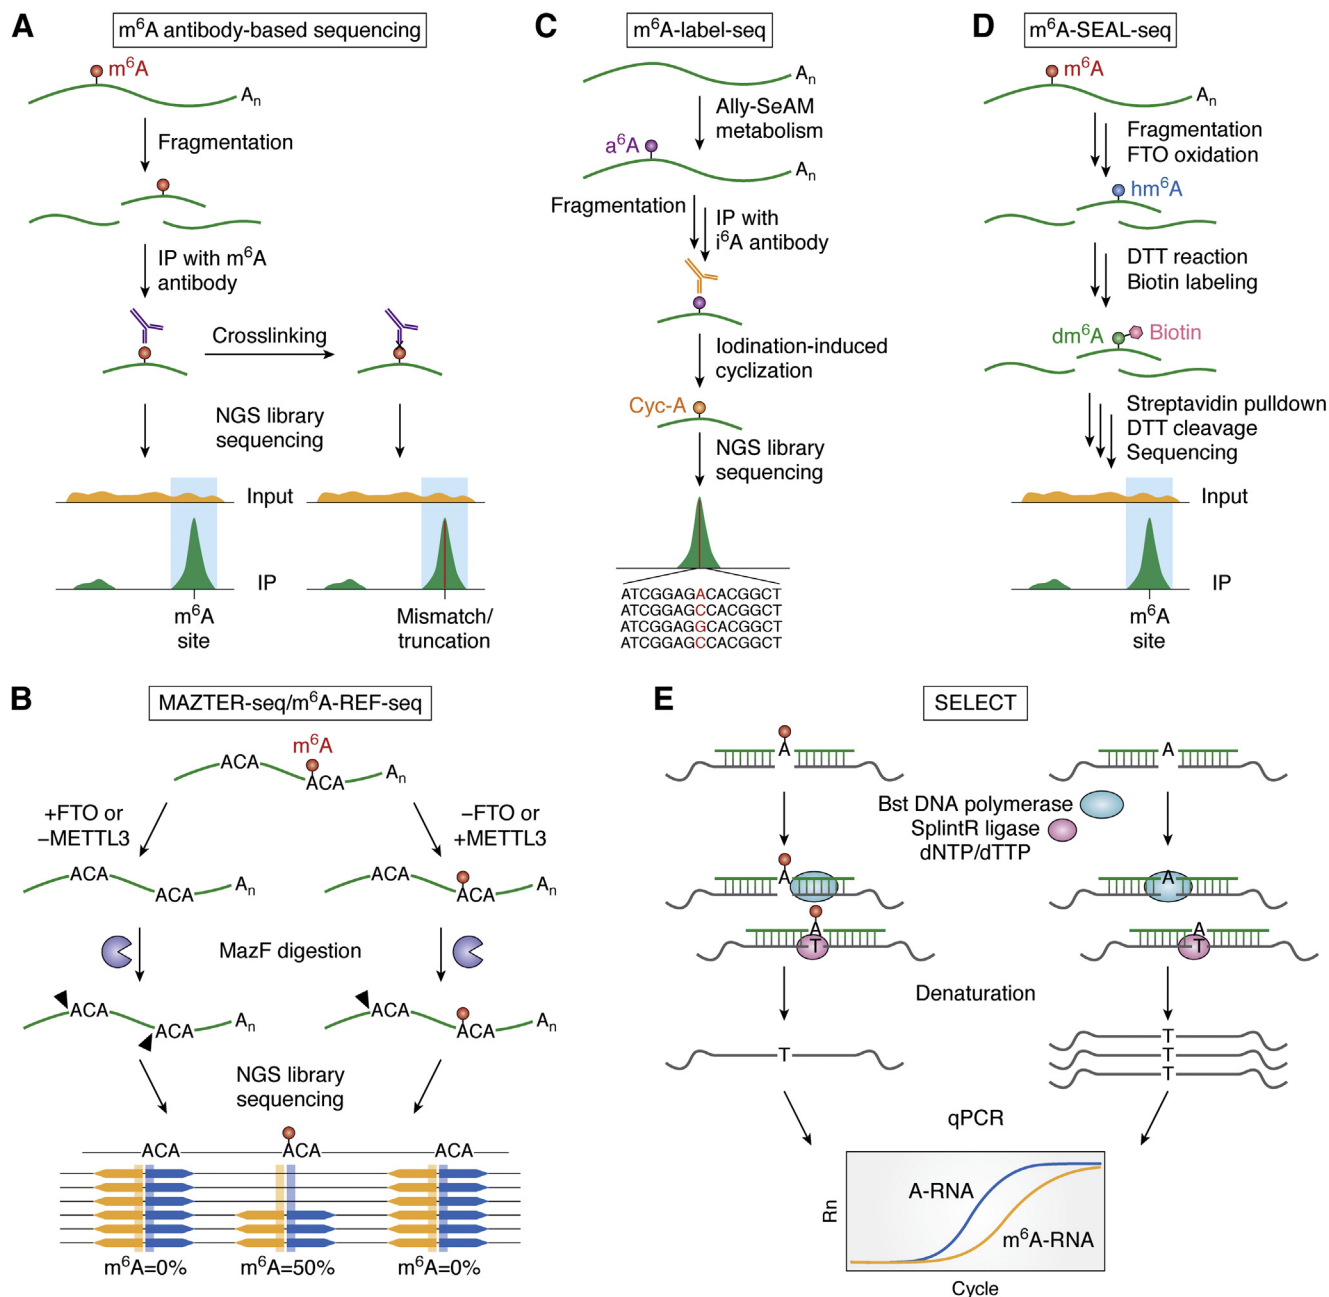 A
m⁶A antibody-based sequencing
m⁶A
Aₙ
Fragmentation
IP with m⁶A
antibody
Crosslinking
NGS library
sequencing
Input
IP
m⁶A
site
Mismatch/
truncation
C
m⁶A-label-seq
Aₙ
Ally-SeAM
metabolism
a⁶A
Aₙ
Fragmentation
IP with
i⁶A antibody
Iodination-induced
cyclization
Cyc-A
NGS library
sequencing
ATCGGAGACACGGCT
ATCGGAGCCACGGCT
ATCGGAGGCACGGCT
ATCGGAGCCACGGCT
D
m⁶A-SEAL-seq
m⁶A
Aₙ
Fragmentation
FTO oxidation
hm⁶A
DTT reaction
Biotin labeling
dm⁶A
Biotin
Streptavidin pulldown
DTT cleavage
Sequencing
Input
IP
m⁶A
site
B
MAZTER-seq/m⁶A-REF-seq
m⁶A
ACA
ACA
Aₙ
+FTO or
−METTL3
−FTO or
+METTL3
ACA
ACA
Aₙ
ACA
ACA
Aₙ
MazF digestion
ACA
ACA
Aₙ
ACA
ACA
Aₙ
NGS library
sequencing
ACA
ACA
ACA
m⁶A=0%
m⁶A=50%
m⁶A=0%
E
SELECT
A
A
Bst DNA polymerase
SplintR ligase
dNTP/dTTP
A
A
A
T
A
T
Denaturation
T
T
T
T
qPCR
A-RNA
m⁶A-RNA
Rn
Cycle